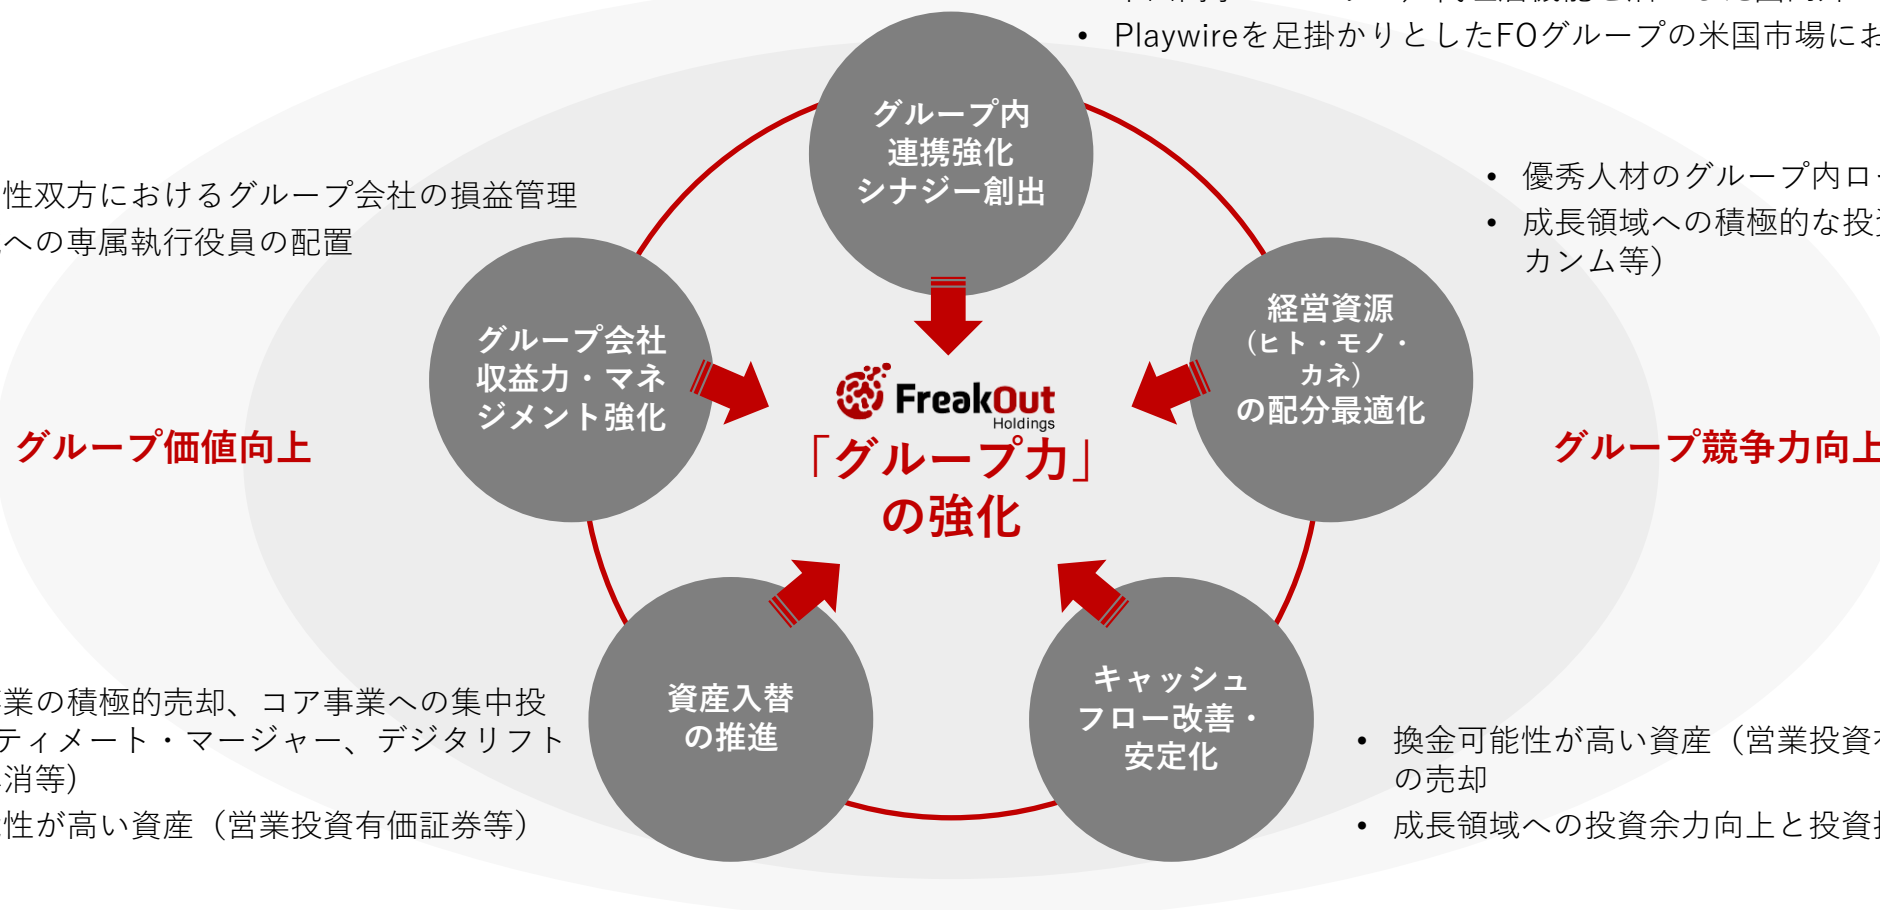 • Playwireを足掛かりとしたFOグループの米国市場にお
グループ内
連携強化
シナジー創出
性双方におけるグループ会社の損益管理
への専属執行役員の配置
• 優秀人材のグループ内ロー
• 成長領域への積極的な投
カンム等）
グループ会社
収益力・マネ
ジメント強化
経営資源
（ヒト・モノ・
カネ）
の配分最適化
FreakOut
Holdings
「グループ力」
の強化
グループ価値向上
グループ競争力向上
資産入替
の推進
キャッシュ
フロー改善・
安定化
業の積極的売却、コア事業への集中投
ティメート・マージャー、デジタリフト
消等）
性が高い資産（営業投資有価証券等）
• 換金可能性が高い資産（営業投資
の売却
• 成長領域への投資余力向上と投資